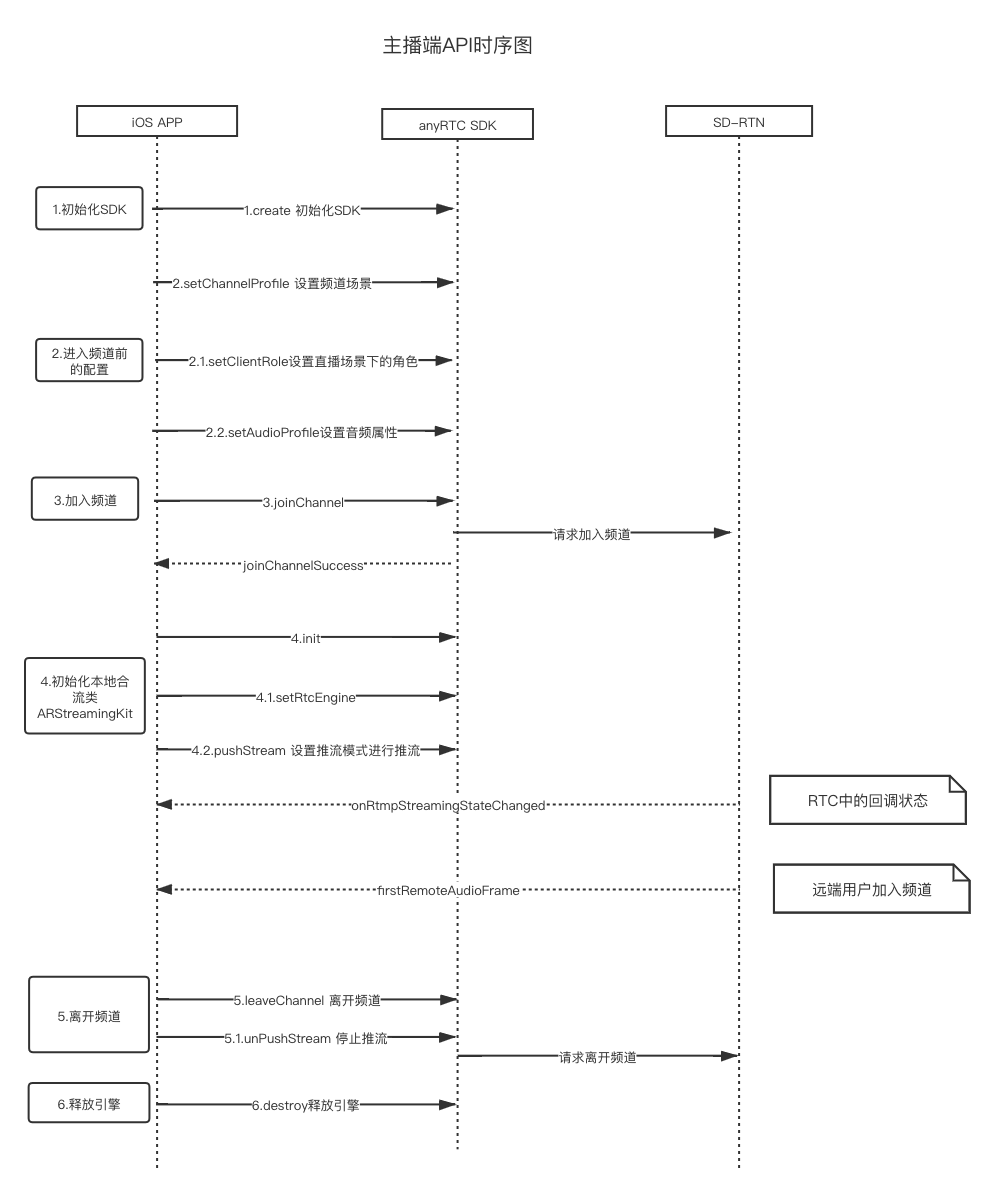 主播端API时序图
iOS APP
anyRTC SDK
SD-RTN
1.初始化SDK
1.create 初始化SDK
2.setChannelProfile 设置频道场景
2.进入频道前
的配置
2.1.setClientRole设置直播场景下的角色
2.2.setAudioProfile设置音频属性
3.加入频道
3.joinChannel
请求加入频道
joinChannelSuccess
4.init
4.初始化本地合
流类
ARStreamingKit
4.1.setRtcEngine
4.2.pushStream 设置推流模式进行推流
onRtmpStreamingStateChanged
RTC中的回调状态
firstRemoteAudioFrame
远端用户加入频道
5.离开频道
5.leaveChannel 离开频道
5.1.unPushStream 停止推流
请求离开频道
6.释放引擎
6.destroy释放引擎